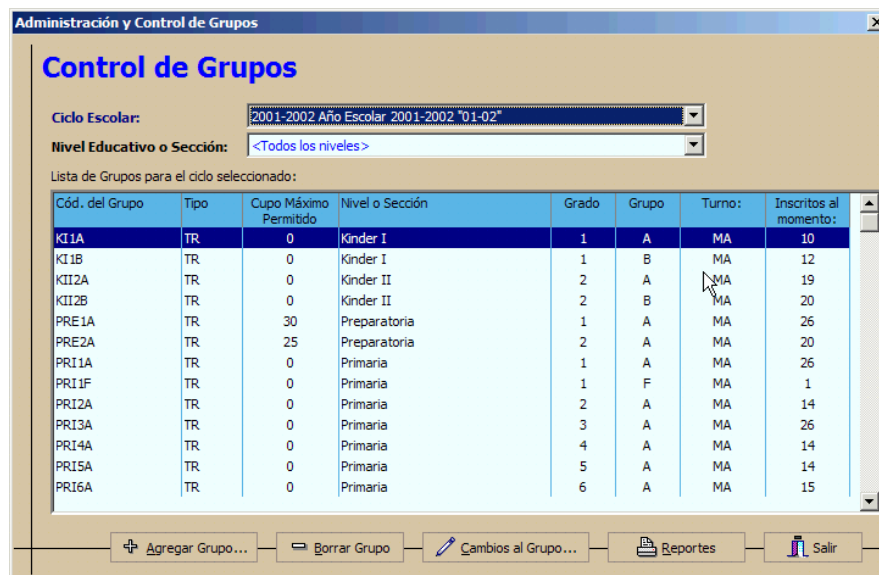 Administración y Control de Grupos
Control de Grupos
Ciclo Escolar: 2001-2002 Año Escolar 2001-2002 "01-02"
Nivel Educativo o Sección: <Todos los niveles>
Lista de Grupos para el ciclo seleccionado:
Cód. del Grupo Tipo Cupo Máximo Permitido Nivel o Sección Grado Grupo Turno: Inscritos al momento:
KI1A TR 0 Kinder I 1 A MA 10
KI1B TR 0 Kinder I 1 B MA 12
KII2A TR 0 Kinder II 2 A MA 19
KII2B TR 0 Kinder II 2 B MA 20
PRE1A TR 30 Preparatoria 1 A MA 26
PRE2A TR 25 Preparatoria 2 A MA 20
PRI1A TR 0 Primaria 1 A MA 26
PRI1F TR 0 Primaria 1 F MA 1
PRI2A TR 0 Primaria 2 A MA 14
PRI3A TR 0 Primaria 3 A MA 26
PRI4A TR 0 Primaria 4 A MA 14
PRI5A TR 0 Primaria 5 A MA 14
PRI6A TR 0 Primaria 6 A MA 15
Agregar Grupo... Borrar Grupo Cambios al Grupo... Reportes Salir